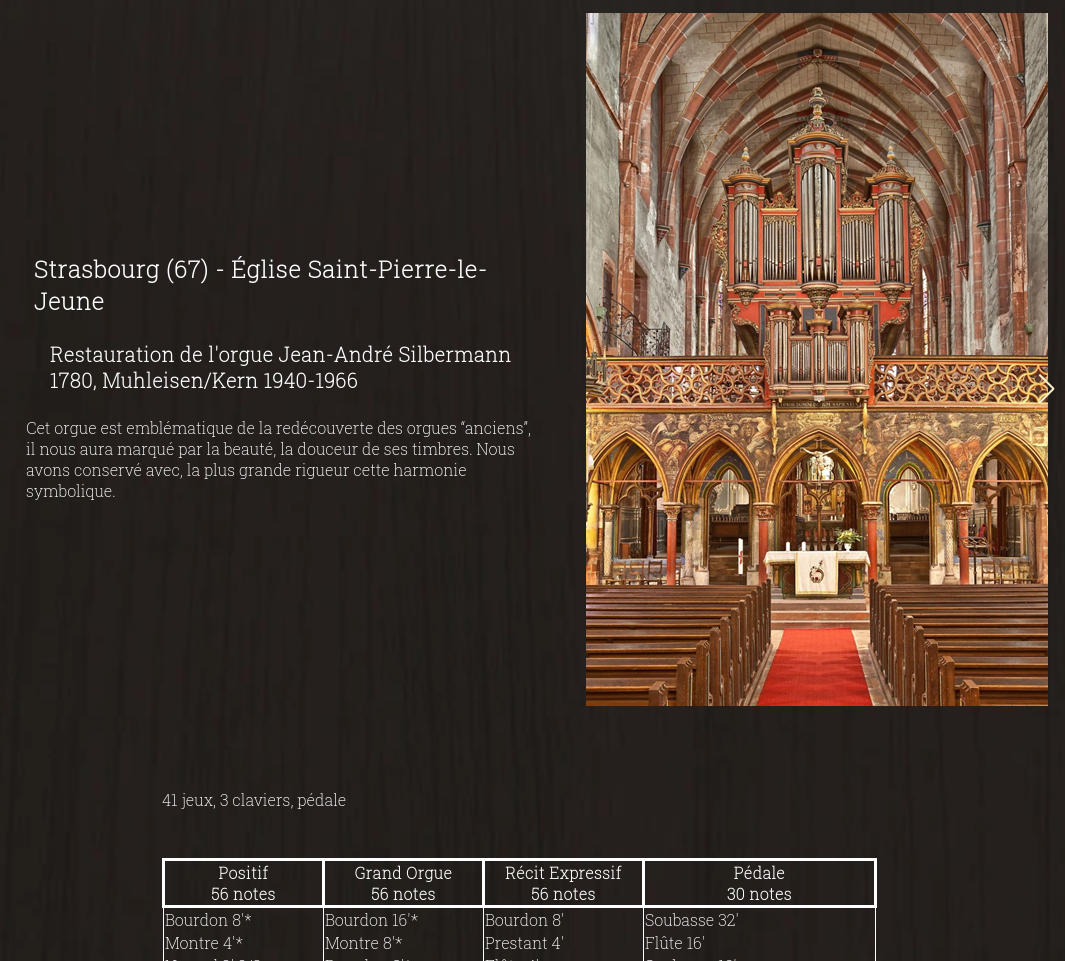 Strasbourg (67) - Église Saint-Pierre-le-
Jeune
Restauration de l'orgue Jean-André Silbermann
1780, Muhleisen/Kern 1940-1966
Cet orgue est emblématique de la redécouverte des orgues "anciens",
il nous aura marqué par la beauté, la douceur de ses timbres. Nous
avons conservé avec, la plus grande rigueur cette harmonie
symbolique.
41 jeux, 3 claviers, pédale
Positif Grand Orgue Récit Expressif Pédale
56 notes 56 notes 56 notes 30 notes
Bourdon 8'* Bourdon 16'* Bourdon 8' Soubasse 32'
Montre 4'* Montre 8'* Prestant 4' Flûte 16'